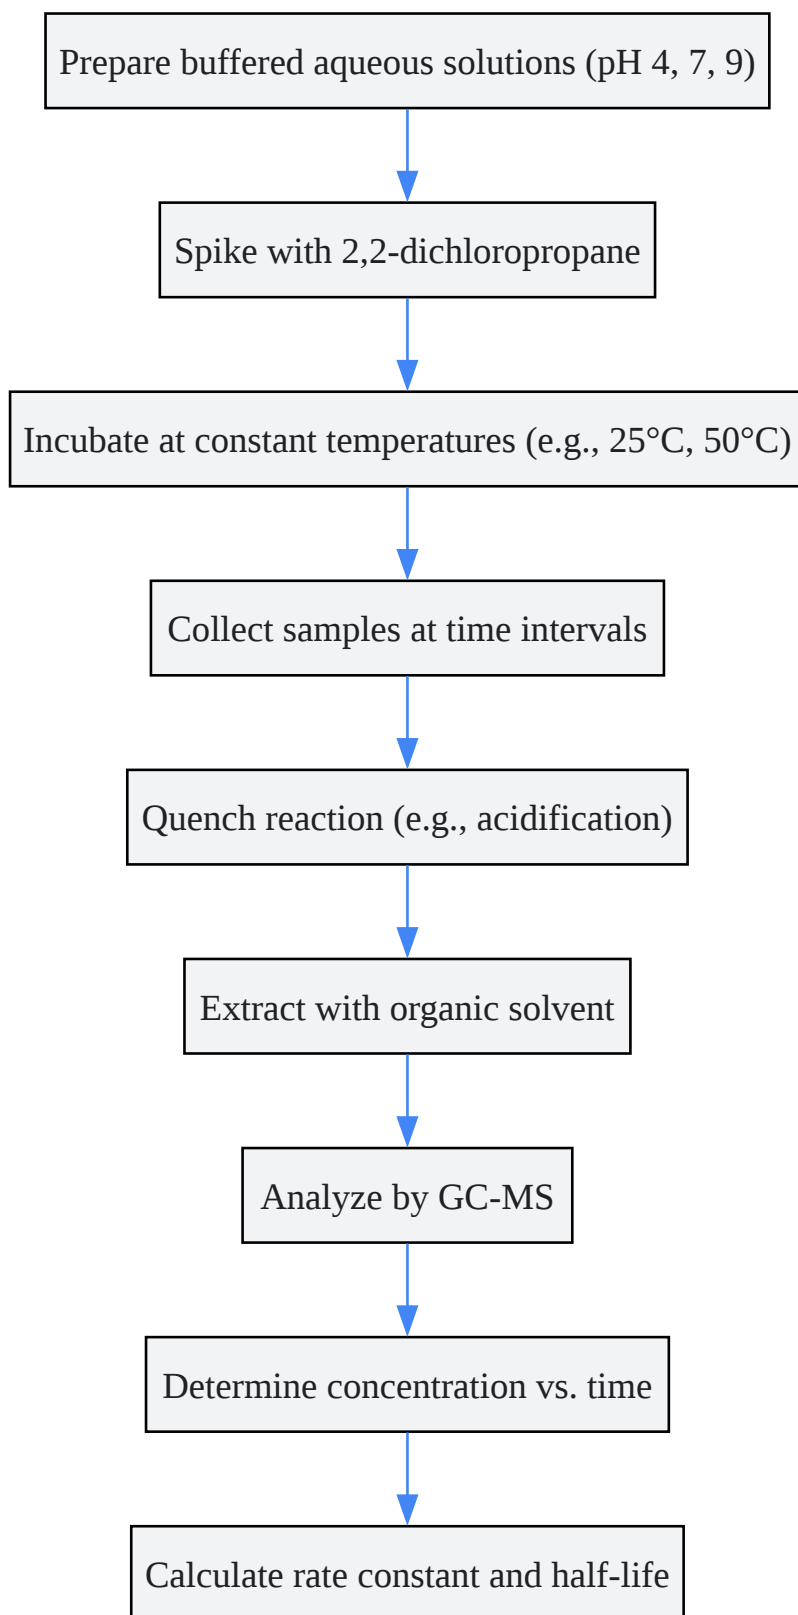 Prepare buffered aqueous solutions (pH 4, 7, 9)
Spike with 2,2-dichloropropane
Incubate at constant temperatures (e.g., 25°C, 50°C)
Collect samples at time intervals
Quench reaction (e.g., acidification)
Extract with organic solvent
Analyze by GC-MS
Determine concentration vs. time
Calculate rate constant and half-life